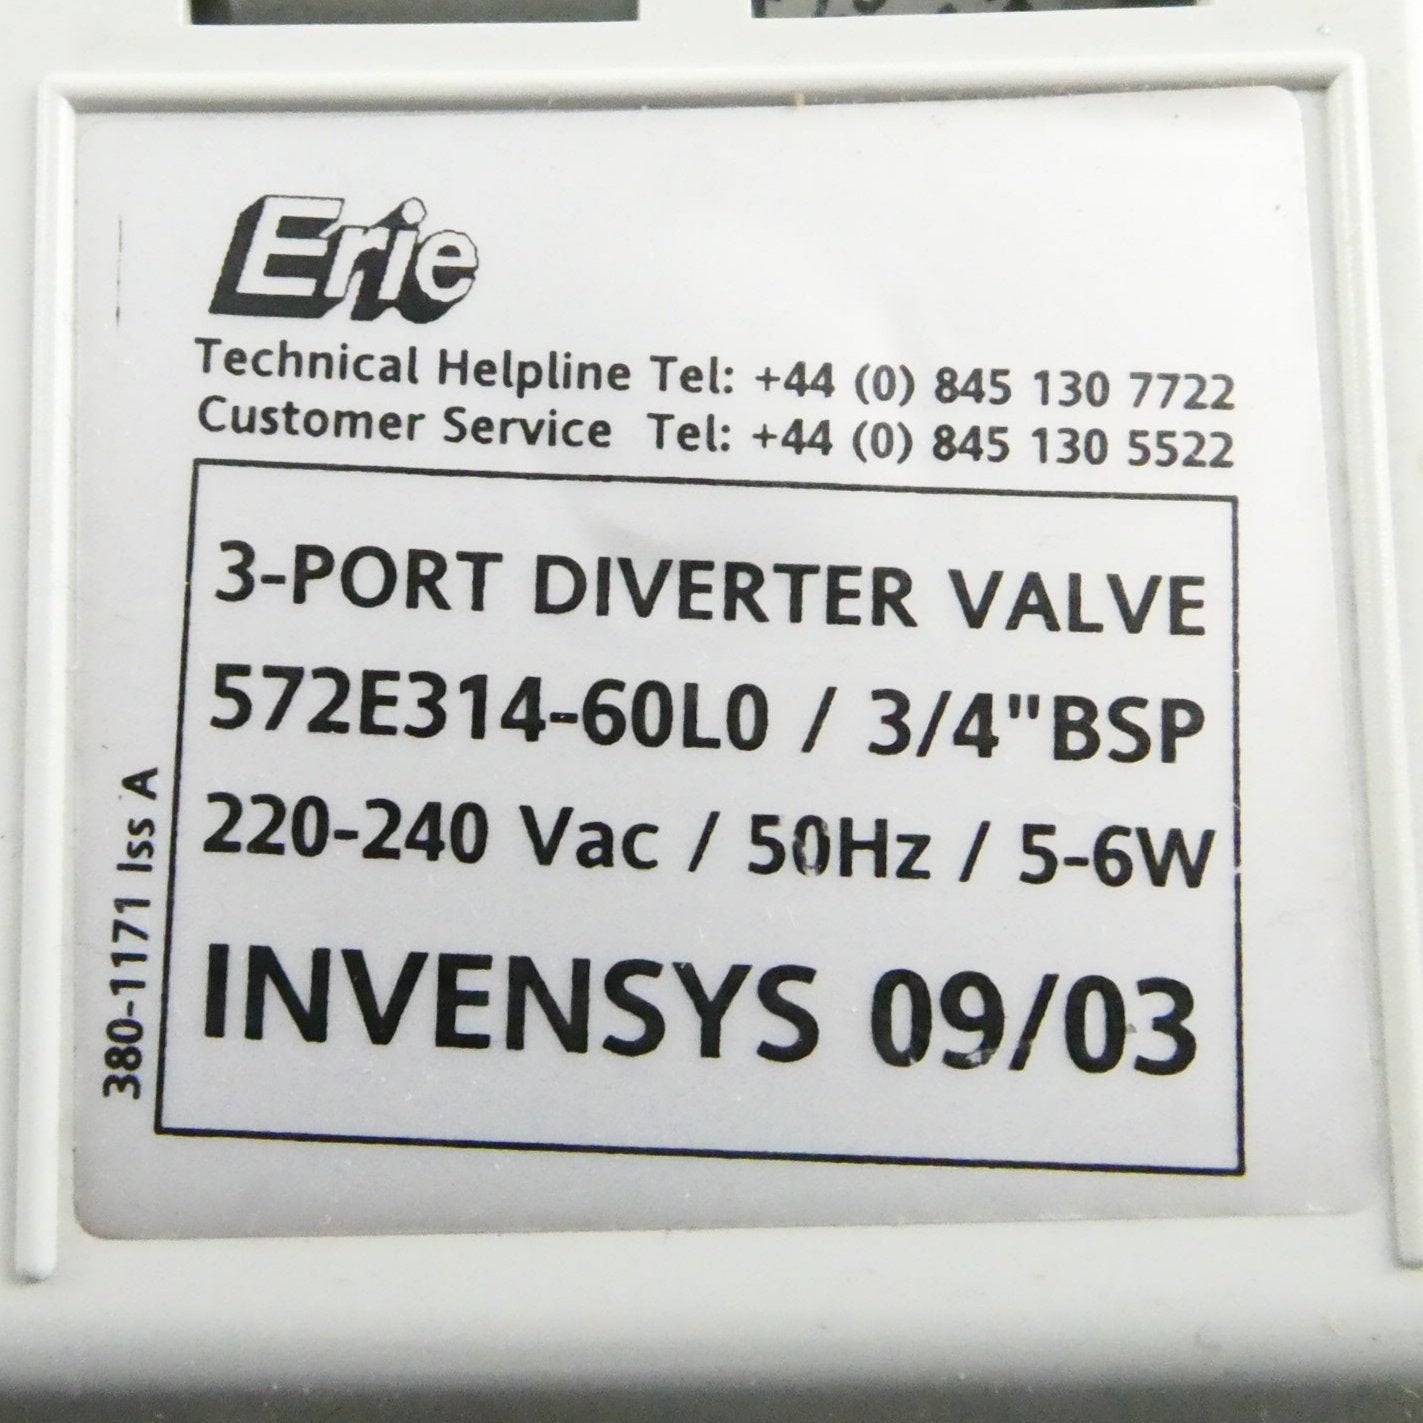 Erie
Technical Helpline Tel: +44 (0) 845 130 7722
Customer Service Tel: +44 (0) 845 130 5522
3-PORT DIVERTER VALVE
572E314-60L0 / 3/4"BSP
220-240 Vac / 50Hz / 5-6W
INVENSYS 09/03
380-1171 Iss A